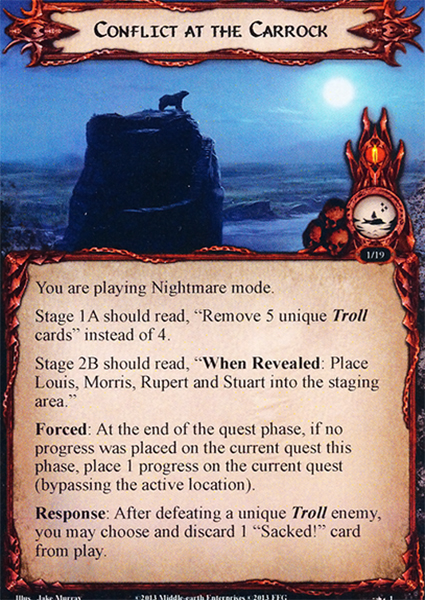 CONFLICT AT THE CARROCK
1/19
You are playing Nightmare mode.
Stage 1A should read, “Remove 5 unique Troll
cards” instead of 4.
Stage 2B should read, “When Revealed: Place
Louis, Morris, Rupert and Stuart into the staging
area.”
Forced: At the end of the quest phase, if no
progress was placed on the current quest this
phase, place 1 progress on the current quest
(bypassing the active location).
Response: After defeating a unique Troll enemy,
you may choose and discard 1 “Sacked!” card
from play.
Illus. Jake Murray
©2013 Middle-earth Enterprises ©2013 FFG
1